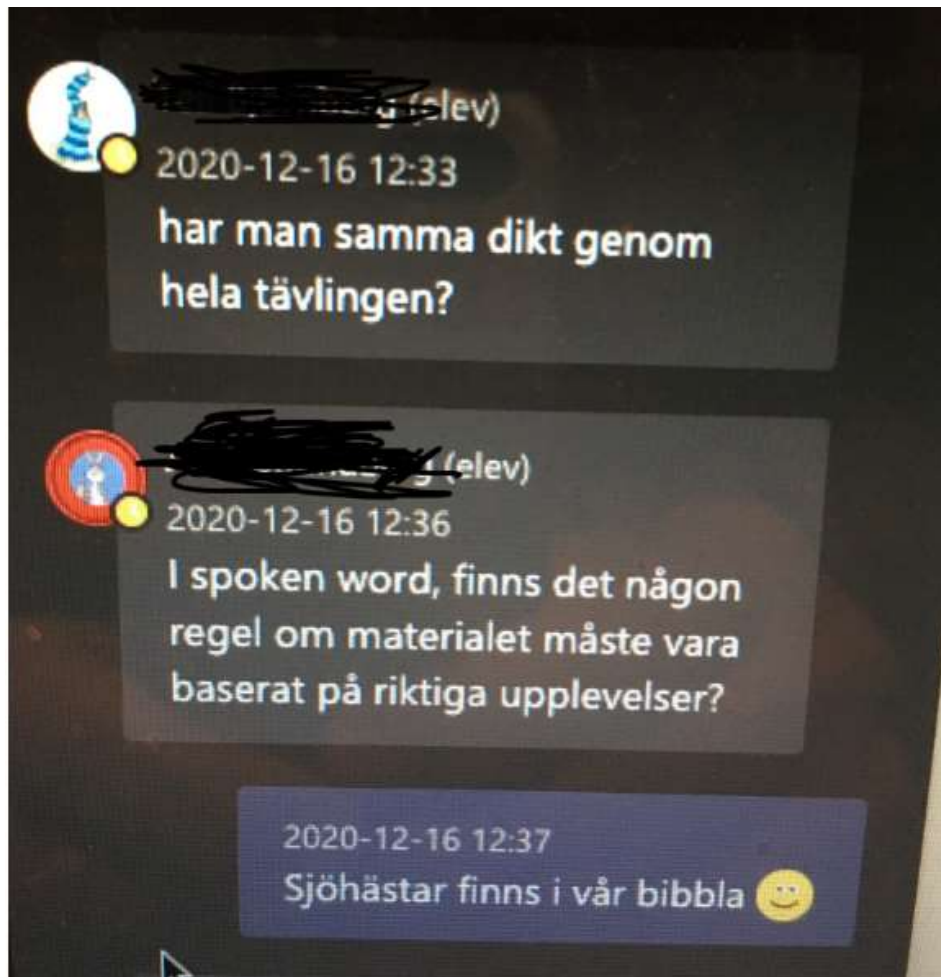 (elev)
2020-12-16 12:33
har man samma dikt genom
hela tävlingen?
(elev)
2020-12-16 12:36
I spoken word, finns det någon
regel om materialet måste vara
baserat på riktiga upplevelser?
2020-12-16 12:37
Sjöhästar finns i vår bibbla